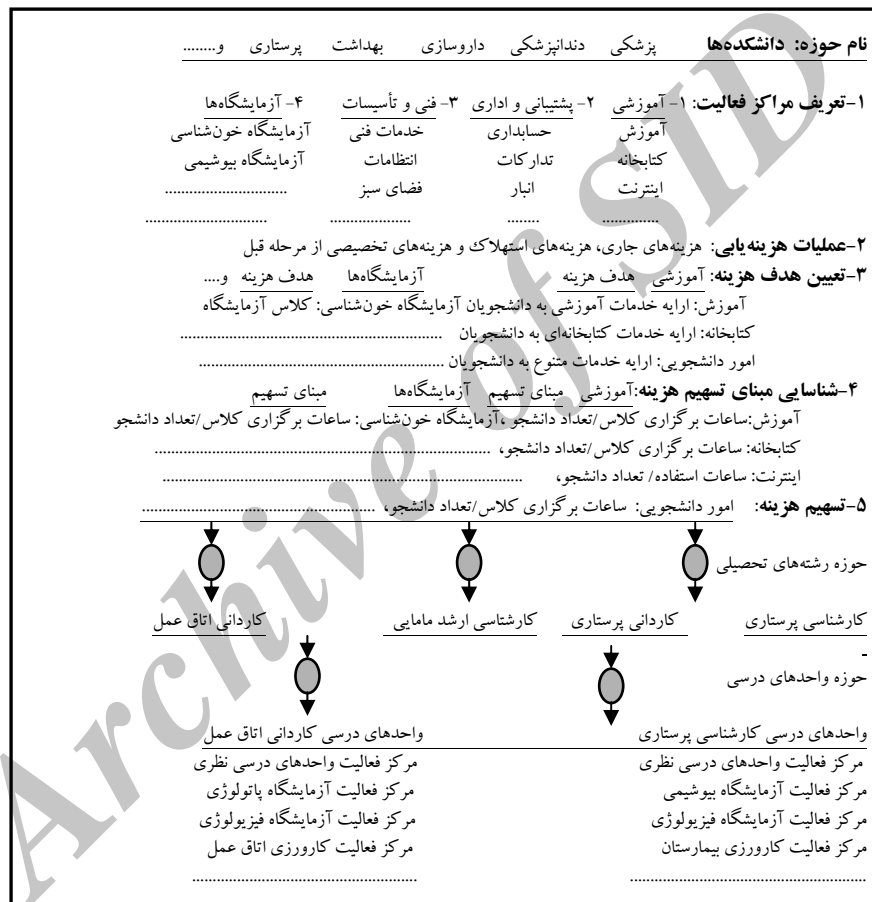 نام حوزه: دانشکده‌ها پزشکی دندانپزشکی داروسازی بهداشت پرستاری و........
۱-تعریف مراکز فعالیت: ۱- آموزشی ۲- پشتیبانی و اداری ۳- فنی و تأسیسات ۴- آزمایشگاه‌ها
آموزش حسابداری خدمات فنی آزمایشگاه خون‌شناسی
کتابخانه تدارکات انتظامات آزمایشگاه بیوشیمی
اینترنت انبار فضای سبز ..............................
.............. ........ .................... ..............................
۲-عملیات هزینه‌یابی: هزینه‌های جاری، هزینه‌های استهلاک و هزینه‌های تخصیصی از مرحله قبل
۳-تعیین هدف هزینه: آموزشی هدف هزینه آزمایشگاه‌ها هدف هزینه و....
آموزش: ارایه خدمات آموزشی به دانشجویان آزمایشگاه خون‌شناسی: کلاس آزمایشگاه
کتابخانه: ارایه خدمات کتابخانه‌ای به دانشجویان ................................................................
امور دانشجویی: ارایه خدمات متنوع به دانشجویان ............................................................
۴-شناسایی مبنای تسهیم هزینه:آموزشی مبنای تسهیم آزمایشگاه‌ها مبنای تسهیم
آموزش:ساعات برگزاری کلاس/تعداد دانشجو ،آزمایشگاه خون‌شناسی: ساعات برگزاری کلاس/تعداد دانشجو
کتابخانه: ساعات برگزاری کلاس/تعداد دانشجو، ...................................................................................
اینترنت: ساعات استفاده/ تعداد دانشجو، .........................................................................................
۵-تسهیم هزینه: امور دانشجویی: ساعات برگزاری کلاس/تعداد دانشجو، ..........................................................
حوزه رشته‌های تحصیلی
کارشناسی پرستاری کاردانی پرستاری کارشتاسی ارشد مامایی کاردانی اتاق عمل
-
حوزه واحدهای درسی
واحدهای درسی کارشناسی پرستاری واحدهای درسی کاردانی اتاق عمل
مرکز فعالیت واحدهای درسی نظری مرکز فعالیت واحدهای درسی نظری
مرکز فعالیت آزمایشگاه بیوشیمی مرکز فعالیت آزمایشگاه پاتولوژی
مرکز فعالیت آزمایشگاه فیزیولوژی مرکز فعالیت آزمایشگاه فیزیولوژی
مرکز فعالیت کارورزی بیمارستان مرکز فعالیت کارورزی اتاق عمل
........................................................... ........................................................
Archive of SID